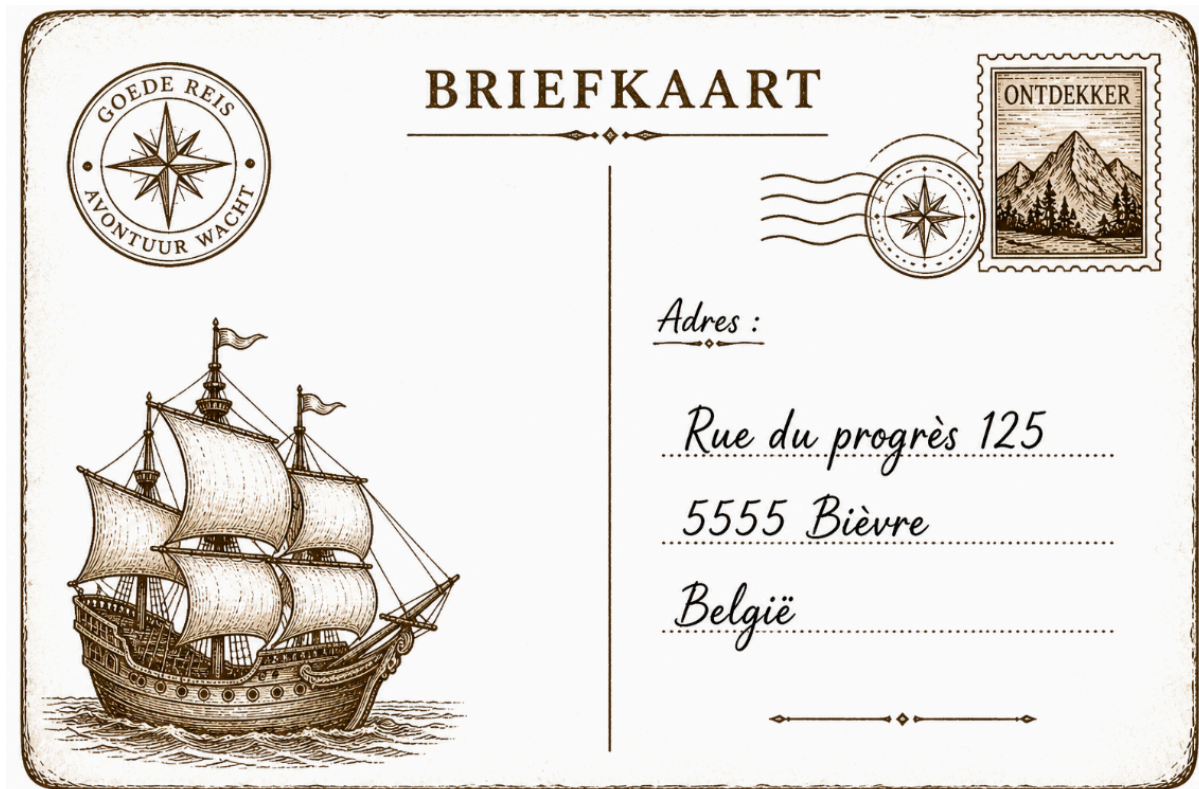 BRIEFKAART
GOEDE REIS
AVONTUUR WACHT
ONTDEKKER
Adres :
Rue du progrès 125
5555 Bièvre
België